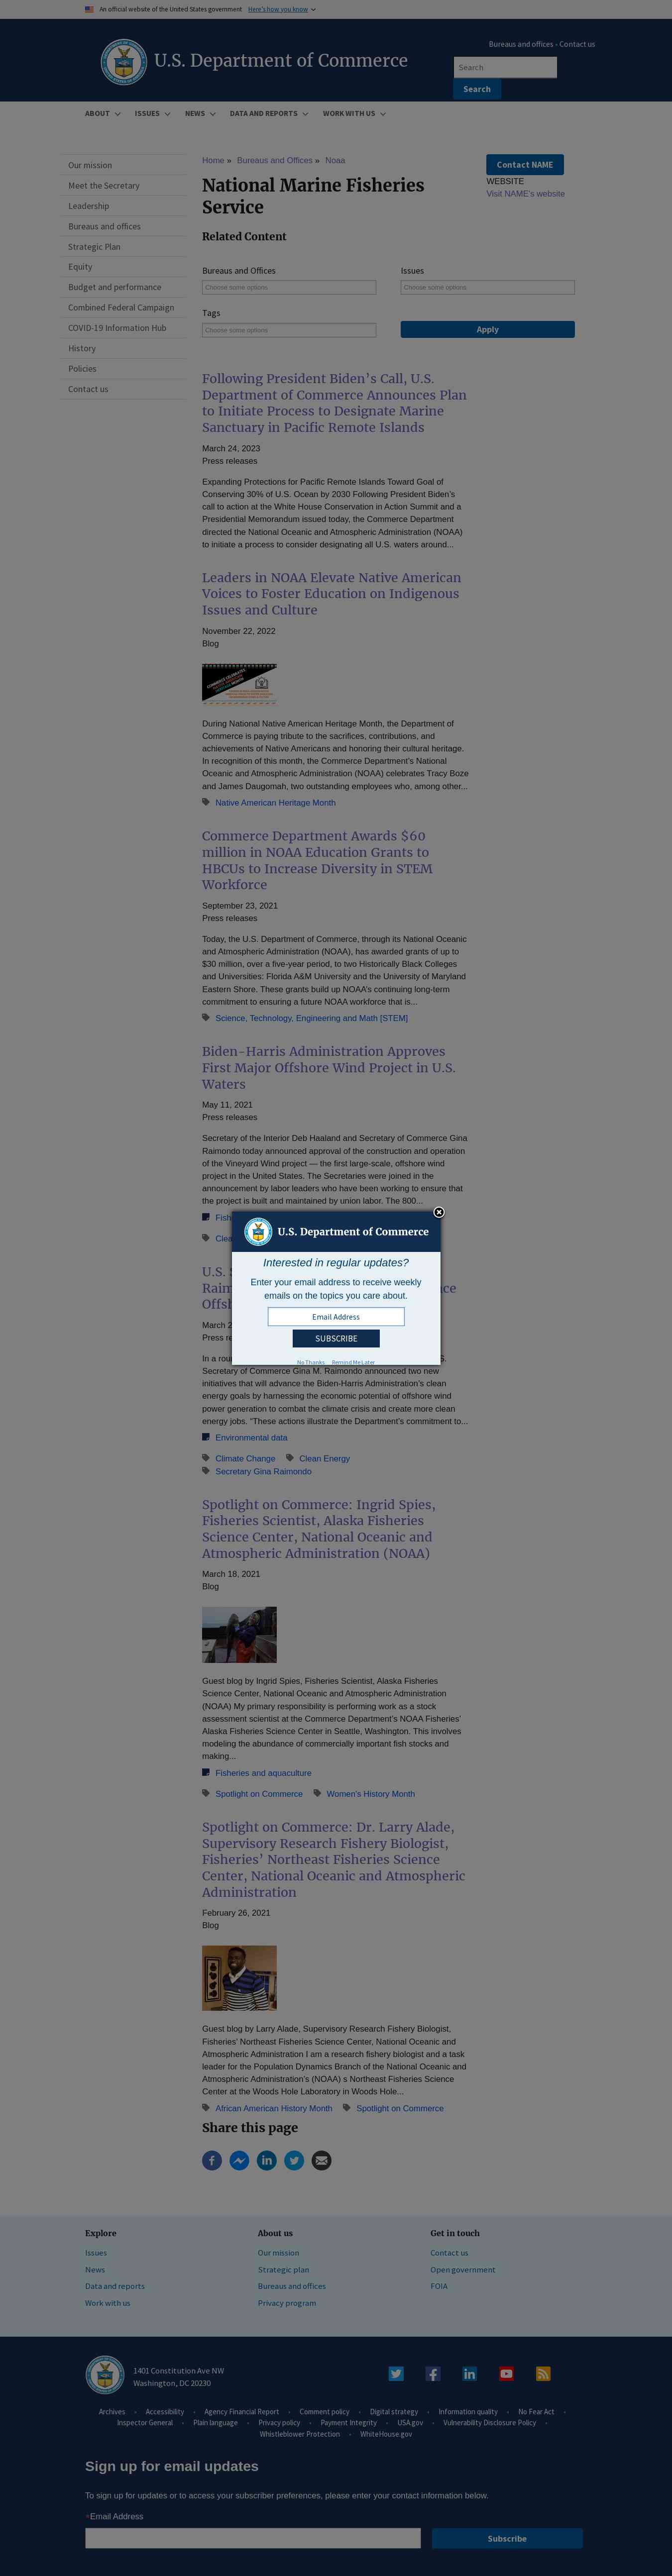 An official website of the United States government Here's how you know
U.S. Department of Commerce
Bureaus and offices - Contact us
Search
Search
ABOUT ISSUES NEWS DATA AND REPORTS WORK WITH US
Our mission
Meet the Secretary
Leadership
Bureaus and offices
Strategic Plan
Equity
Budget and performance
Combined Federal Campaign
COVID-19 Information Hub
History
Policies
Contact us
Home » Bureaus and Offices » Noaa
National Marine Fisheries
Service
Contact NAME
WEBSITE
Visit NAME's website
Related Content
Bureaus and Offices
Choose some options
Issues
Choose some options
Tags
Choose some options
Apply
Following President Biden's Call, U.S.
Department of Commerce Announces Plan
to Initiate Process to Designate Marine
Sanctuary in Pacific Remote Islands
March 24, 2023
Press releases
Expanding Protections for Pacific Remote Islands Toward Goal of
Conserving 30% of U.S. Ocean by 2030 Following President Biden's
call to action at the White House Conservation in Action Summit and a
Presidential Memorandum issued today, the Commerce Department
directed the National Oceanic and Atmospheric Administration (NOAA)
to initiate a process to consider designating all U.S. waters around...
Leaders in NOAA Elevate Native American
Voices to Foster Education on Indigenous
Issues and Culture
November 22, 2022
Blog
During National Native American Heritage Month, the Department of
Commerce is paying tribute to the sacrifices, contributions, and
achievements of Native Americans and honoring their cultural heritage.
In recognition of this month, the Commerce Department's National
Oceanic and Atmospheric Administration (NOAA) celebrates Tracy Boze
and James Daugomah, two outstanding employees who, among other...
Native American Heritage Month
Commerce Department Awards $60
million in NOAA Education Grants to
HBCUs to Increase Diversity in STEM
Workforce
September 23, 2021
Press releases
Today, the U.S. Department of Commerce, through its National Oceanic
and Atmospheric Administration (NOAA), has awarded grants of up to
$30 million, over a five-year period, to two Historically Black Colleges
and Universities: Florida A&M University and the University of Maryland
Eastern Shore. These grants build up NOAA's continuing long-term
commitment to ensuring a future NOAA workforce that is...
Science, Technology, Engineering and Math [STEM]
Biden-Harris Administration Approves
First Major Offshore Wind Project in U.S.
Waters
May 11, 2021
Press releases
Secretary of the Interior Deb Haaland and Secretary of Commerce Gina
Raimondo today announced approval of the construction and operation
of the Vineyard Wind project — the first large-scale, offshore wind
project in the United States. The Secretaries were joined in the
announcement by labor leaders who have been working to ensure that
the project is built and maintained by union labor. The 800...
U.S. Department of Commerce
Interested in regular updates?
Enter your email address to receive weekly
emails on the topics you care about.
Email Address
SUBSCRIBE
No Thanks Remind Me Later
Secretary of Commerce Gina M. Raimondo announced two new
initiatives that will advance the Biden-Harris Administration's clean
energy goals by harnessing the economic potential of offshore wind
power generation to combat the climate crisis and create more clean
energy jobs. "These actions illustrate the Department's commitment to...
Environmental data
Climate Change Clean Energy
Secretary Gina Raimondo
Spotlight on Commerce: Ingrid Spies,
Fisheries Scientist, Alaska Fisheries
Science Center, National Oceanic and
Atmospheric Administration (NOAA)
March 18, 2021
Blog
Guest blog by Ingrid Spies, Fisheries Scientist, Alaska Fisheries
Science Center, National Oceanic and Atmospheric Administration
(NOAA) My primary responsibility is performing work as a stock
assessment scientist at the Commerce Department's NOAA Fisheries'
Alaska Fisheries Science Center in Seattle, Washington. This involves
modeling the abundance of commercially important fish stocks and
making...
Fisheries and aquaculture
Spotlight on Commerce Women's History Month
Spotlight on Commerce: Dr. Larry Alade,
Supervisory Research Fishery Biologist,
Fisheries' Northeast Fisheries Science
Center, National Oceanic and Atmospheric
Administration
February 26, 2021
Blog
Guest blog by Larry Alade, Supervisory Research Fishery Biologist,
Fisheries' Northeast Fisheries Science Center, National Oceanic and
Atmospheric Administration I am a research fishery biologist and a task
leader for the Population Dynamics Branch of the National Oceanic and
Atmospheric Administration's (NOAA) s Northeast Fisheries Science
Center at the Woods Hole Laboratory in Woods Hole...
African American History Month Spotlight on Commerce
Share this page
Explore
Issues
News
Data and reports
Work with us
About us
Our mission
Strategic plan
Bureaus and offices
Privacy program
Get in touch
Contact us
Open government
FOIA
1401 Constitution Ave NW
Washington, DC 20230
Archives - Accessibility - Agency Financial Report - Comment policy - Digital strategy - Information quality - No Fear Act -
Inspector General - Plain language - Privacy policy - Payment Integrity - USA.gov - Vulnerability Disclosure Policy -
Whistleblower Protection - WhiteHouse.gov
Sign up for email updates
To sign up for updates or to access your subscriber preferences, please enter your contact information below.
*Email Address
Subscribe